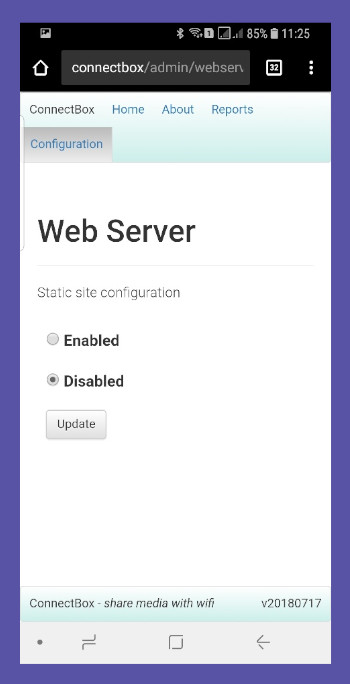 85% 11:25
connectbox/admin/webserv 32
ConnectBox Home About Reports
Configuration
Web Server
Static site configuration
Enabled
Disabled
Update
ConnectBox - share media with wifi v20180717